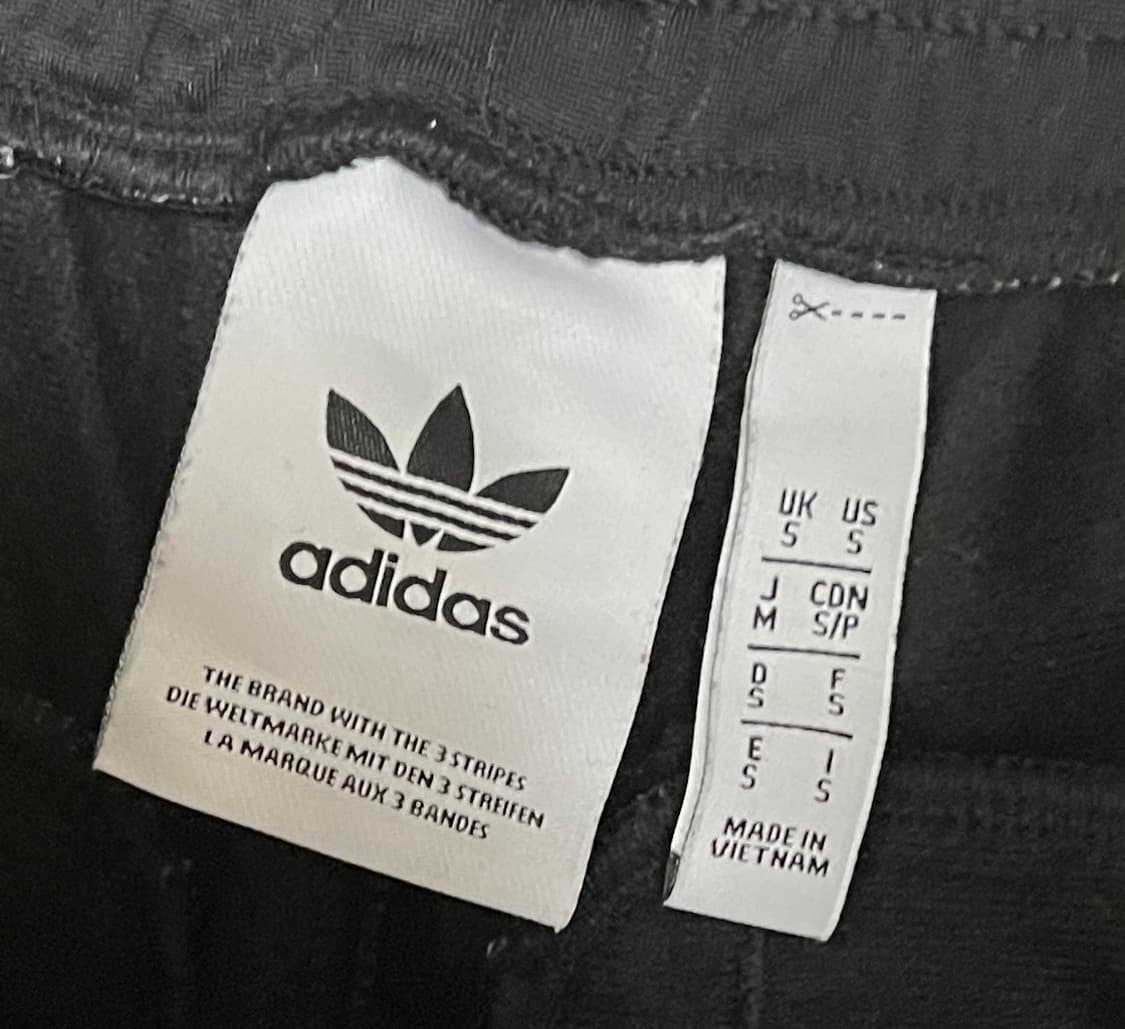 adidas
THE BRAND WITH THE 3 STRIPES
DIE WELTMARKE MIT DEN 3 STREIFEN
LA MARQUE AUX 3 BANDES
UK US
S S
J CDN
M S/P
D F
S S
E I
S S
MADE IN
VIETNAM